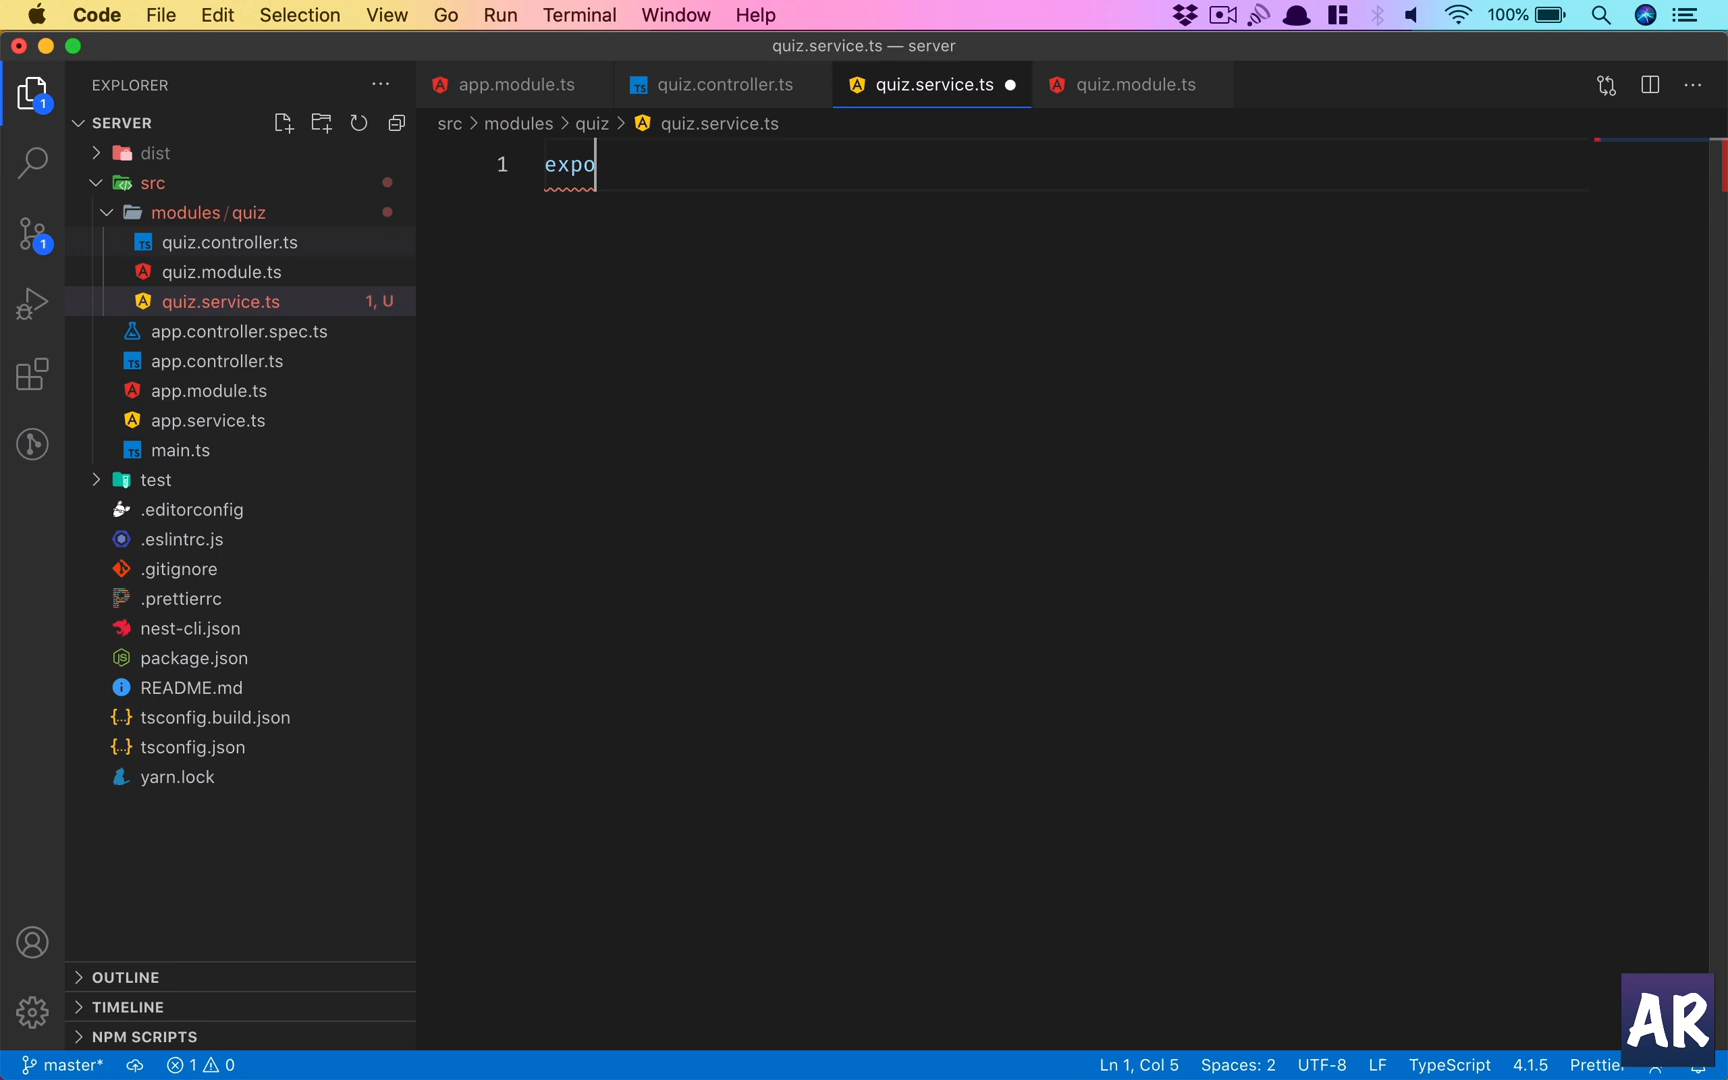 Code File Edit Selection View Go Run Terminal Window Help 100%
quiz.service.ts — server
EXPLORER
app.module.ts
quiz.controller.ts
quiz.service.ts
quiz.module.ts
SERVER
src > modules > quiz > quiz.service.ts
1 expo
dist
src
modules/quiz
quiz.controller.ts
quiz.module.ts
quiz.service.ts 1, U
app.controller.spec.ts
app.controller.ts
app.module.ts
app.service.ts
main.ts
test
.editorconfig
.eslintrc.js
.gitignore
.prettierrc
nest-cli.json
package.json
README.md
tsconfig.build.json
tsconfig.json
yarn.lock
1
1
OUTLINE
TIMELINE
NPM SCRIPTS
AR
master* 1 0 Ln 1, Col 5 Spaces: 2 UTF-8 LF TypeScript 4.1.5 Prettie